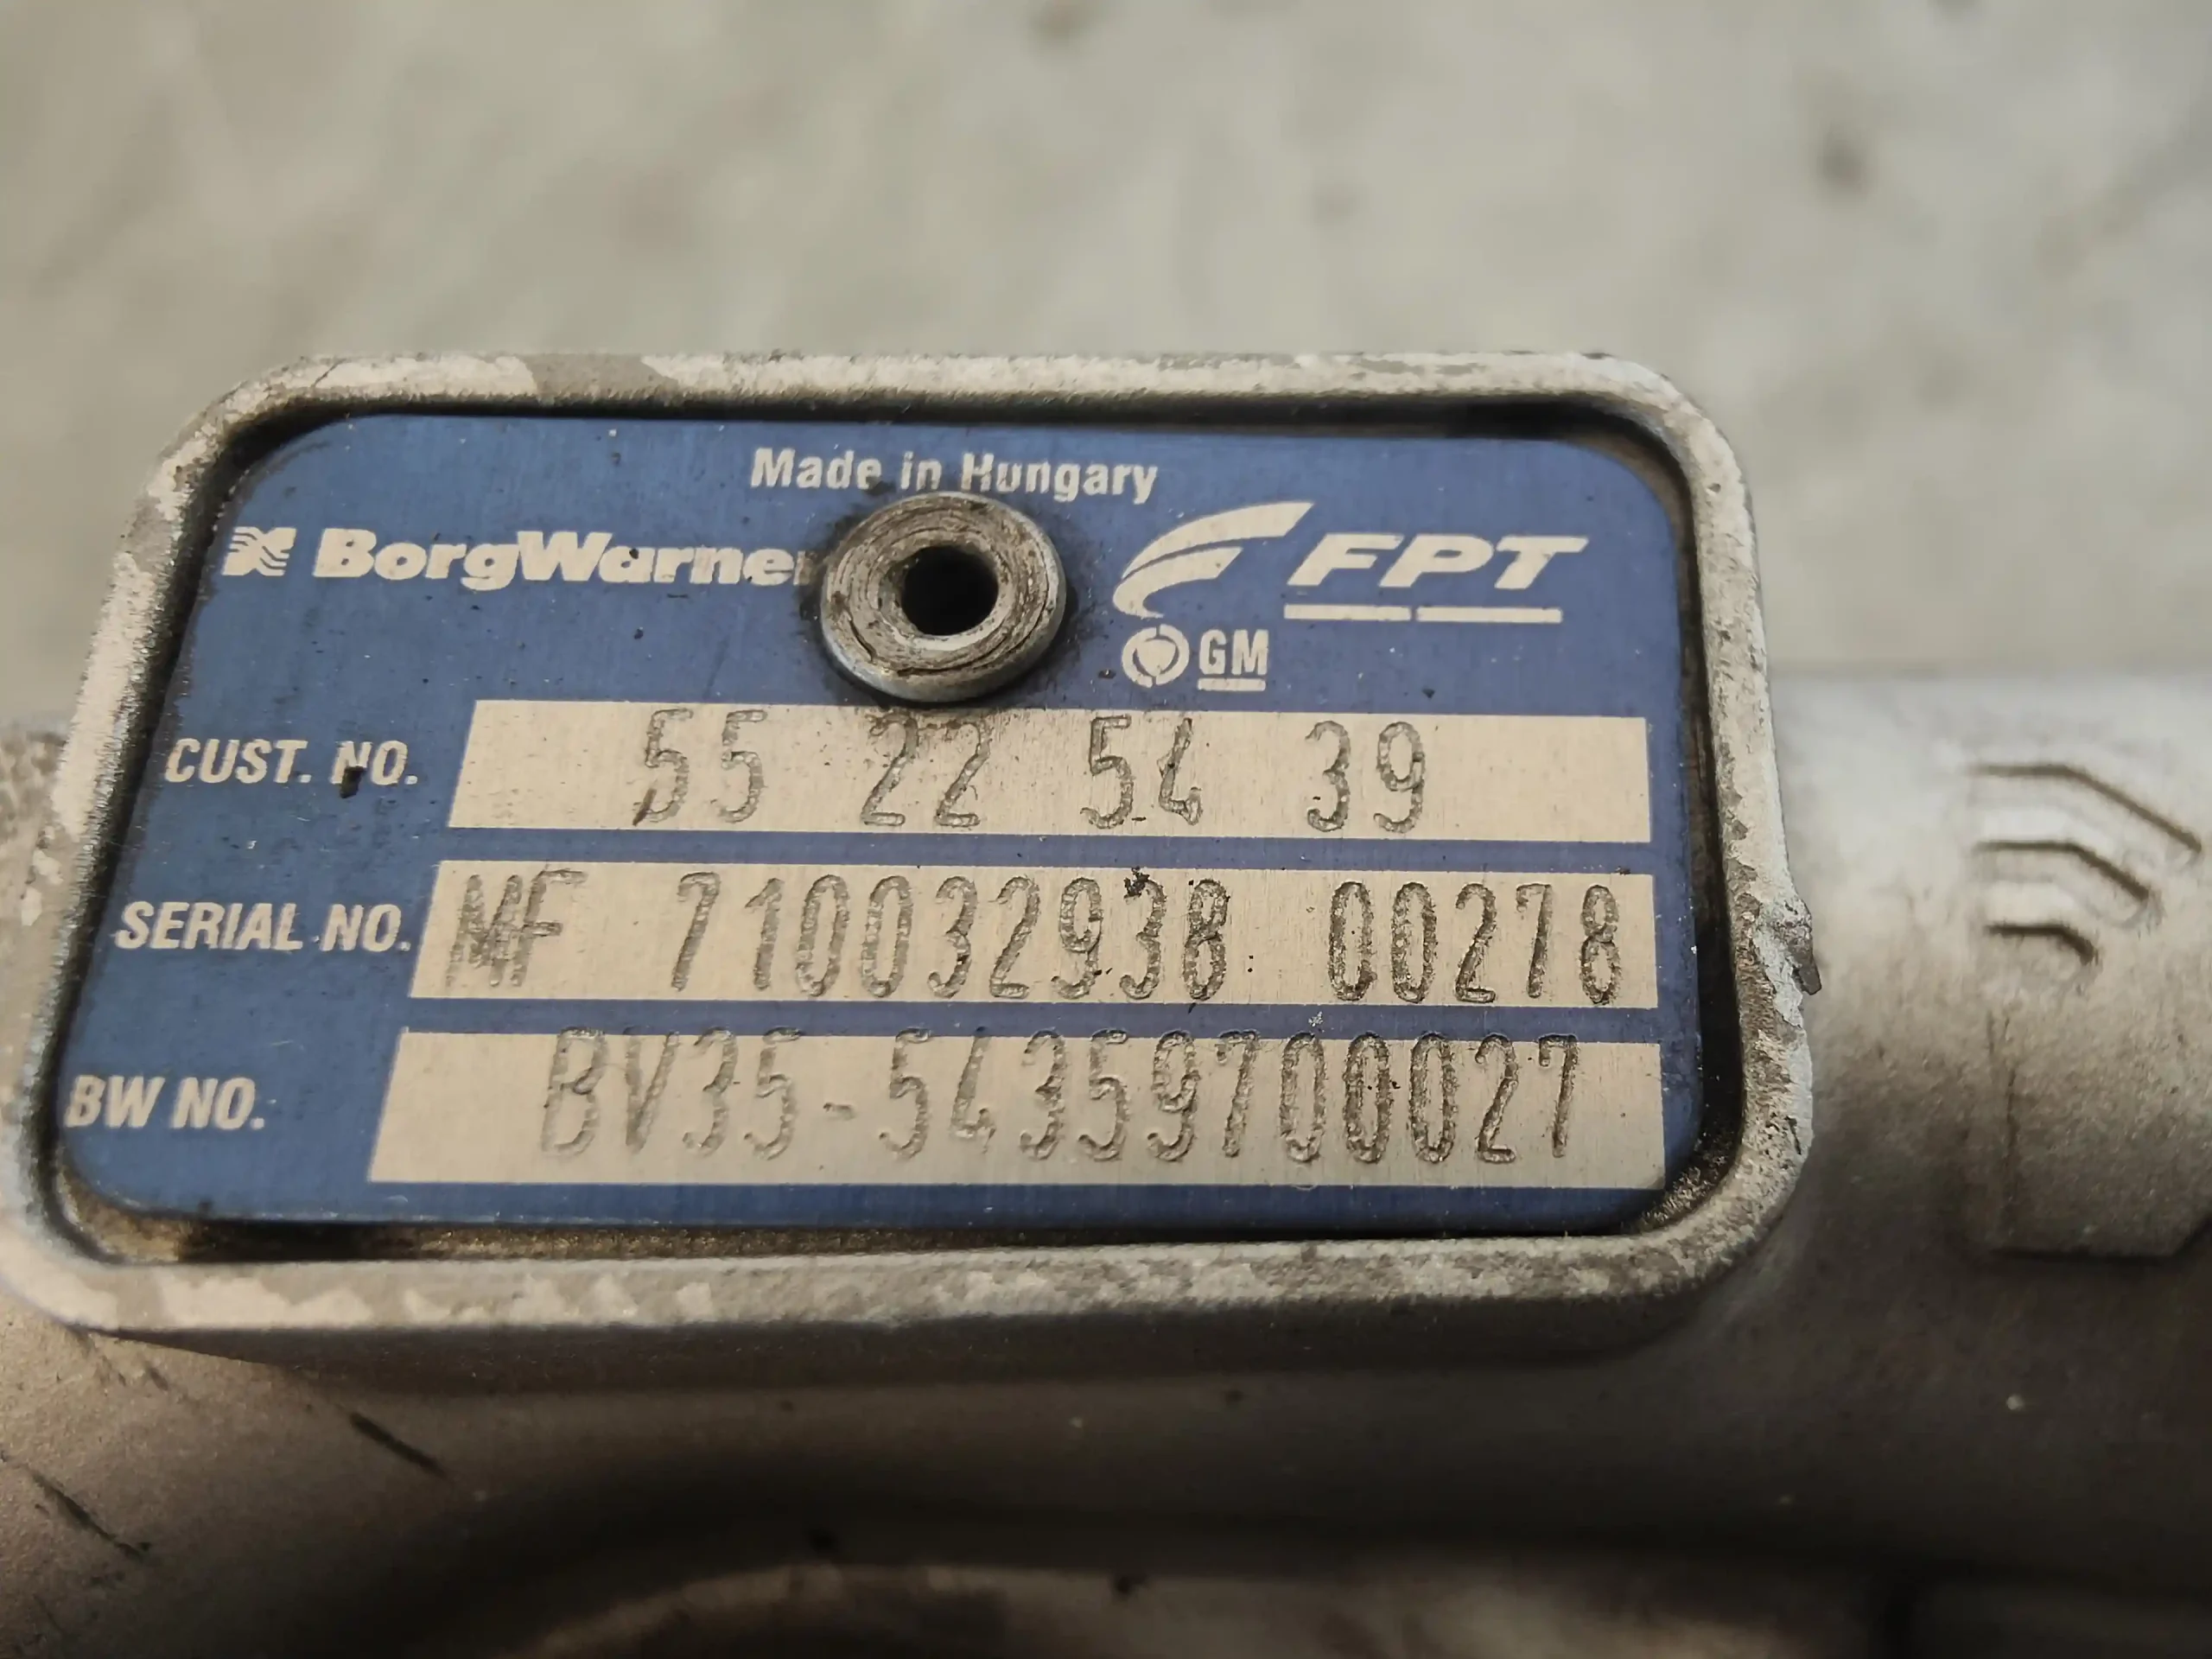 Made in Hungary
BorgWarner
FPT
GM
CUST. NO. 55 22 54 39
SERIAL NO. MF 710032938 00278
BW NO. BV35-54359700027